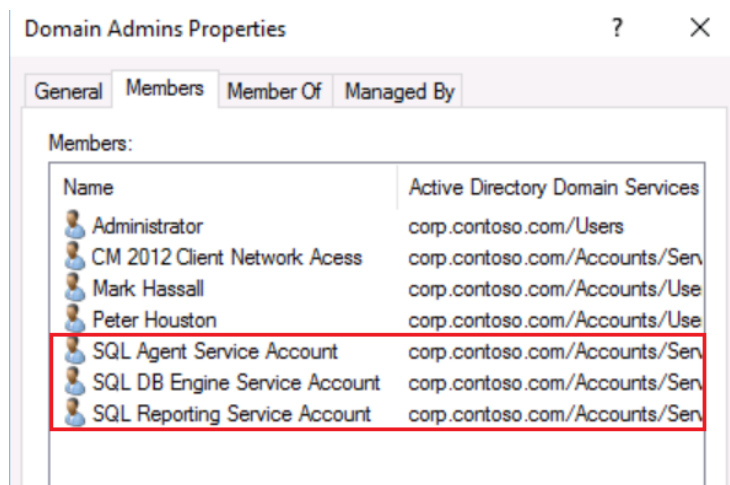 Domain Admins Properties ? ×
General Members Member Of Managed By
Members:
Name Active Directory Domain Services
Administrator corp.contoso.com/Users
CM 2012 Client Network Acess corp.contoso.com/Accounts/Serv
Mark Hassall corp.contoso.com/Accounts/Use
Peter Houston corp.contoso.com/Accounts/Use
SQL Agent Service Account corp.contoso.com/Accounts/Serv
SQL DB Engine Service Account corp.contoso.com/Accounts/Serv
SQL Reporting Service Account corp.contoso.com/Accounts/Serv